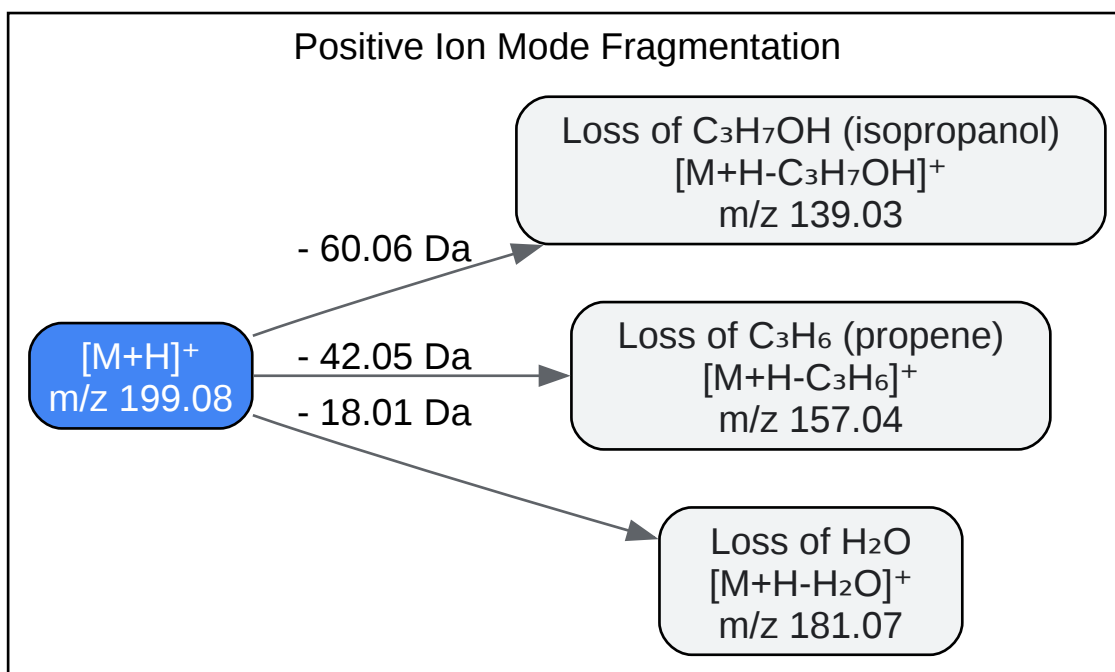 Positive Ion Mode Fragmentation
Loss of C₃H₇OH (isopropanol)
[M+H-C₃H₇OH]⁺
m/z 139.03
- 60.06 Da
[M+H]⁺
m/z 199.08
- 42.05 Da
Loss of C₃H₆ (propene)
[M+H-C₃H₆]⁺
m/z 157.04
- 18.01 Da
Loss of H₂O
[M+H-H₂O]⁺
m/z 181.07